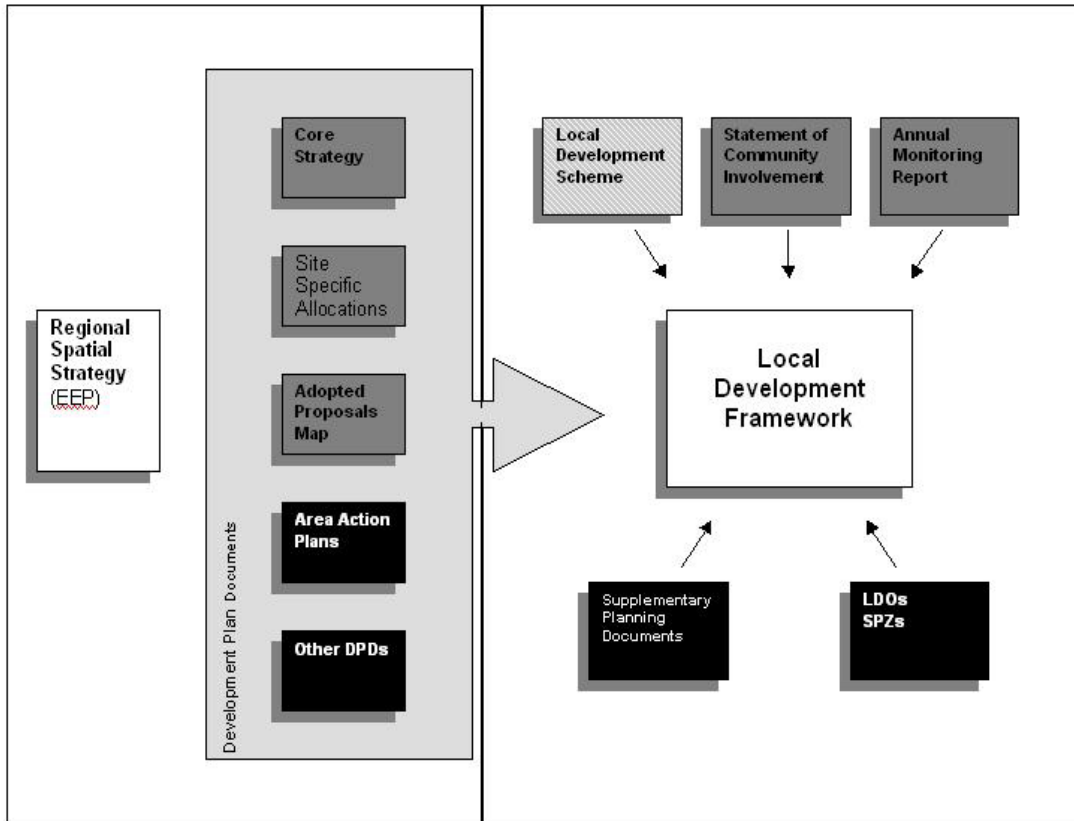 Regional
Spatial
Strategy
(EEP)
Development Plan Documents
Core
Strategy
Site
Specific
Allocations
Adopted
Proposals
Map
Area Action
Plans
Other DPDs
Local
Development
Scheme
Statement of
Community
Involvement
Annual
Monitoring
Report
Local
Development
Framework
Supplementary
Planning
Documents
LDOs
SPZs